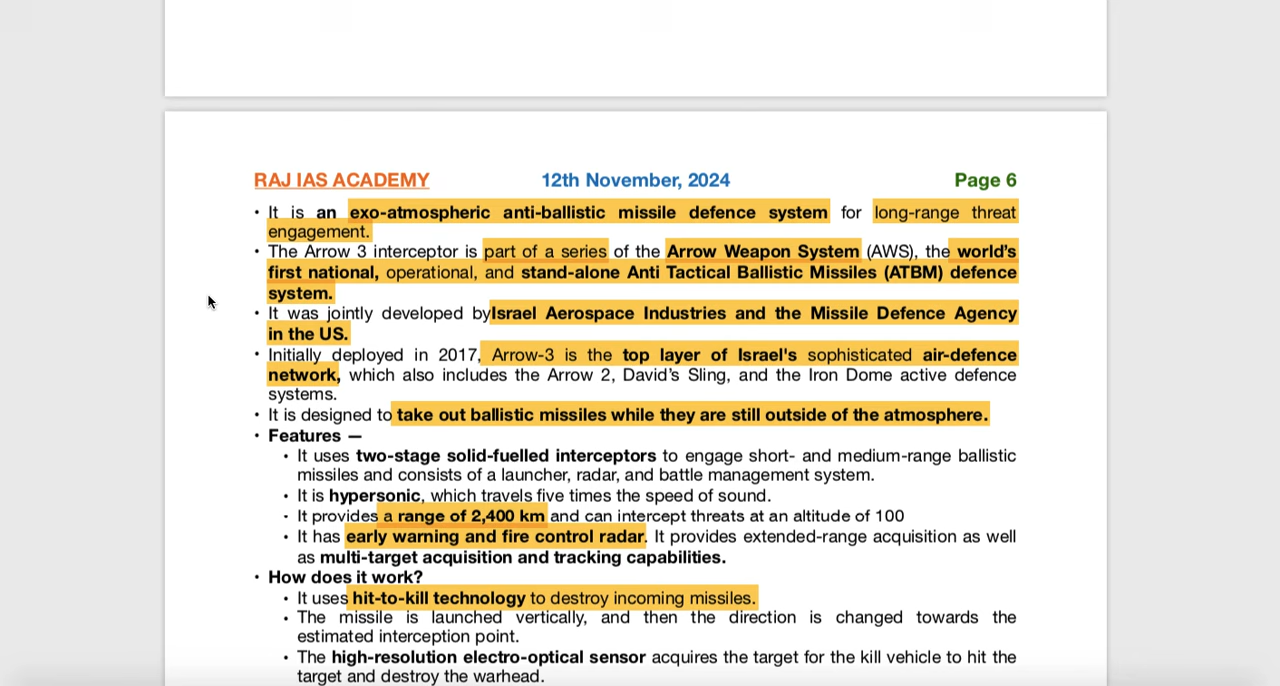 RAJ IAS ACADEMY 12th November, 2024 Page 6
• It is an exo-atmospheric anti-ballistic missile defence system for long-range threat
engagement.
• The Arrow 3 interceptor is part of a series of the Arrow Weapon System (AWS), the world's
first national, operational, and stand-alone Anti Tactical Ballistic Missiles (ATBM) defence
system.
• It was jointly developed byIsrael Aerospace Industries and the Missile Defence Agency
in the US.
• Initially deployed in 2017, Arrow-3 is the top layer of Israel's sophisticated air-defence
network, which also includes the Arrow 2, David's Sling, and the Iron Dome active defence
systems.
• It is designed to take out ballistic missiles while they are still outside of the atmosphere.
• Features —
• It uses two-stage solid-fuelled interceptors to engage short- and medium-range ballistic
missiles and consists of a launcher, radar, and battle management system.
• It is hypersonic, which travels five times the speed of sound.
• It provides a range of 2,400 km and can intercept threats at an altitude of 100
• It has early warning and fire control radar. It provides extended-range acquisition as well
as multi-target acquisition and tracking capabilities.
• How does it work?
• It uses hit-to-kill technology to destroy incoming missiles.
• The missile is launched vertically, and then the direction is changed towards the
estimated interception point.
• The high-resolution electro-optical sensor acquires the target for the kill vehicle to hit the
target and destroy the warhead.